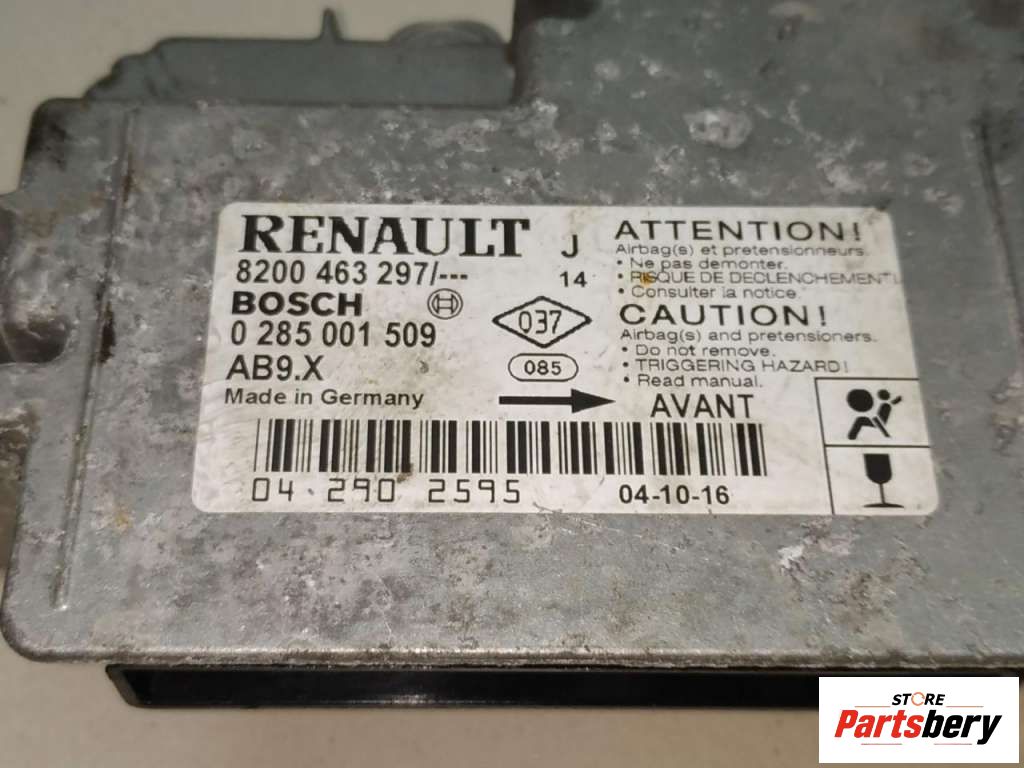 RENAULT J
8200 463 297/--- 14
BOSCH
0 285 001 509
AB9.X
Made in Germany
037
085
ATTENTION!
Airbag(s) et pretensionneurs.
• Ne pas demonter.
• RISQUE DE DECLENCHEMENT!
• Consulter la notice.
CAUTION!
Airbag(s) and pretensioners.
• Do not remove.
• TRIGGERING HAZARD!
• Read manual.
AVANT
04.290 2595 04-10-16
STORE
Partsbery